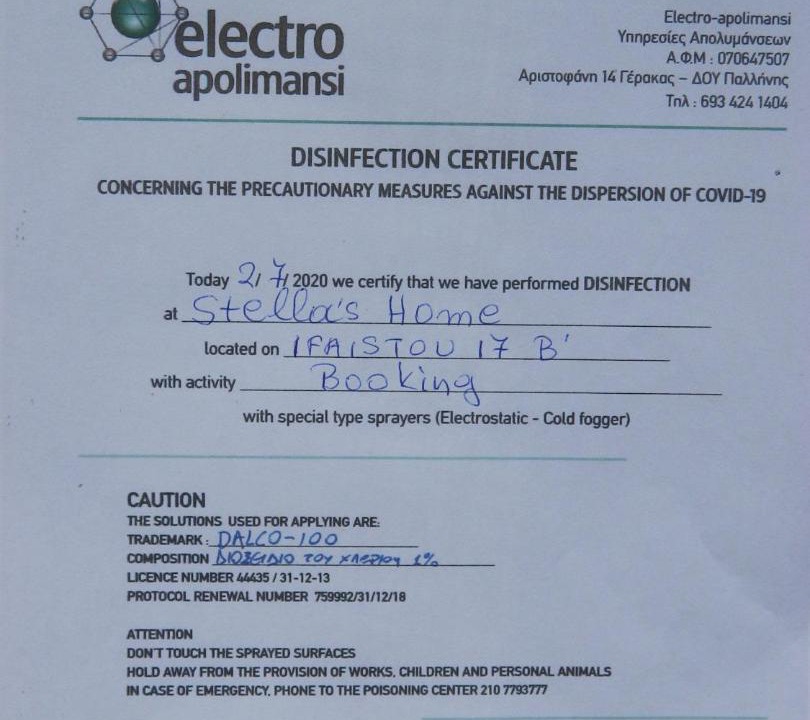 electro
apolimansi
Electro-apolimansi
Υπηρεσίες Απολυμάνσεων
Α.Φ.Μ : 070647507
Αριστοφάνη 14 Γέρακας – ΔΟΥ Παλλήνης
Τηλ : 693 424 1404
DISINFECTION CERTIFICATE
CONCERNING THE PRECAUTIONARY MEASURES AGAINST THE DISPERSION OF COVID-19
Today 2/ 7/ 2020 we certify that we have performed DISINFECTION
at Stella's Home
located on IFAISTOU 17 B'
with activity Booking
with special type sprayers (Electrostatic - Cold fogger)
CAUTION
THE SOLUTIONS USED FOR APPLYING ARE:
TRADEMARK : DALCO-100
COMPOSITION ΔΙΟΞΕΙΔΙΟ ΤΟΥ ΧΛΩΡΙΟΥ 1%
LICENCE NUMBER 44435 / 31-12-13
PROTOCOL RENEWAL NUMBER 759992/31/12/18
ATTENTION
DON'T TOUCH THE SPRAYED SURFACES
HOLD AWAY FROM THE PROVISION OF WORKS, CHILDREN AND PERSONAL ANIMALS
IN CASE OF EMERGENCY, PHONE TO THE POISONING CENTER 210 7793777